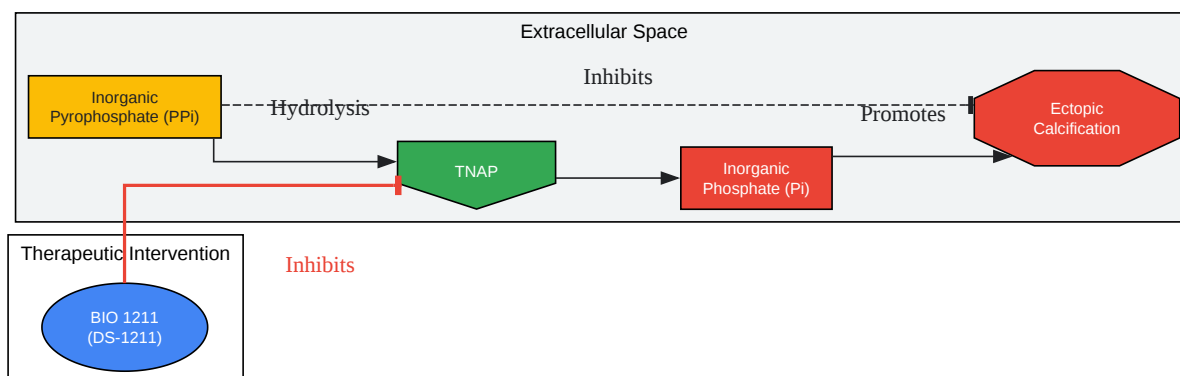 Extracellular Space
Inhibits
Inorganic
Pyrophosphate (PPi)
Hydrolysis
Promotes
Ectopic
Calcification
TNAP
Inorganic
Phosphate (Pi)
Therapeutic Intervention
Inhibits
BIO 1211
(DS-1211)